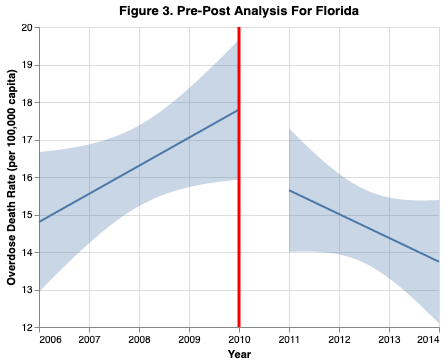 Figure 3. Pre-Post Analysis For Florida
Overdose Death Rate (per 100,000 capita)
20
19
18
17
16
15
14
13
12
2006 2007 2008 2009 2010 2011 2012 2013 2014
Year